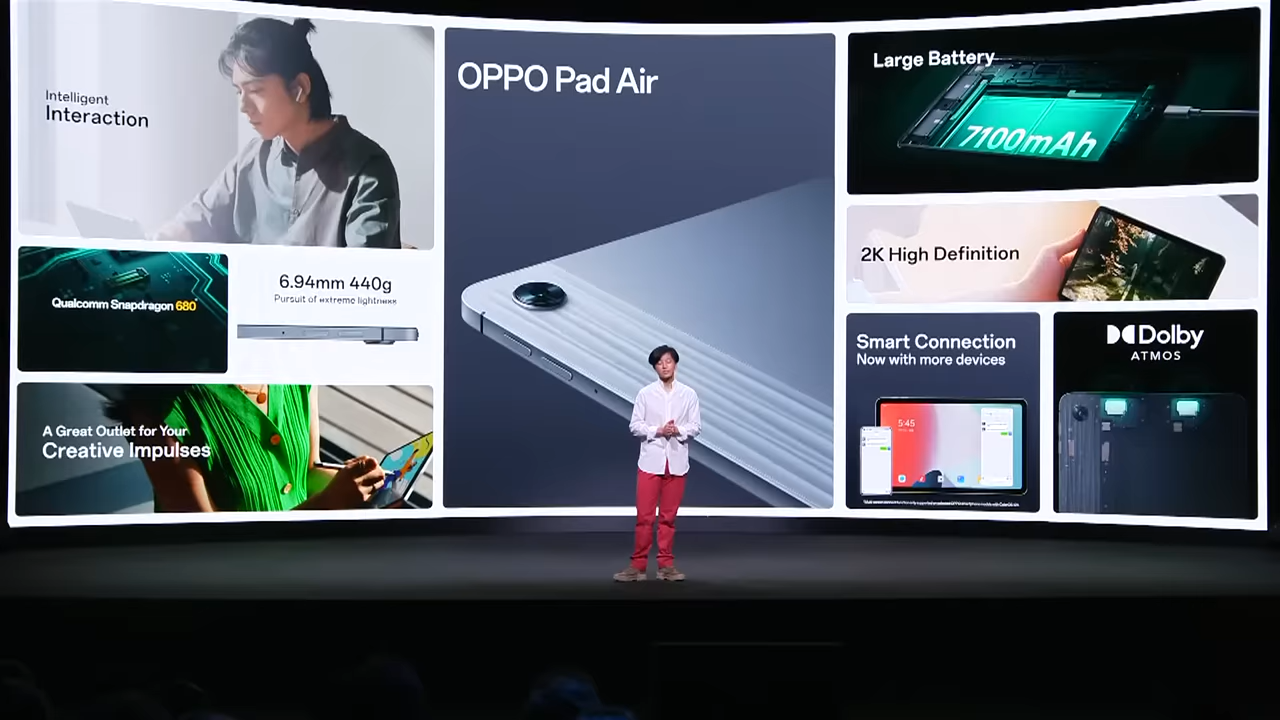 Intelligent
Interaction
Qualcomm Snapdragon 680
6.94mm 440g
Pursuit of extreme lightness
A Great Outlet for Your
Creative Impulses
OPPO Pad Air
Large Battery
7100mAh
2K High Definition
Smart Connection
Now with more devices
5:45
Dolby
ATMOS